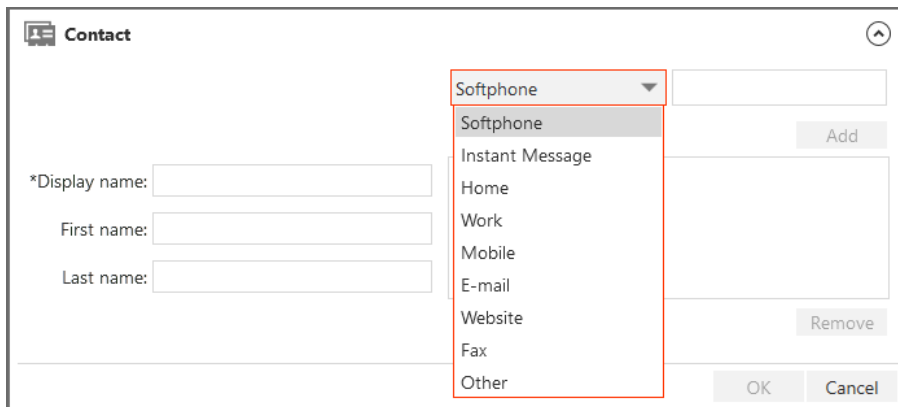 Contact
Softphone
Softphone
Add
Instant Message
*Display name:
Home
First name:
Work
Mobile
Last name:
E-mail
Website
Remove
Fax
Other
OK Cancel